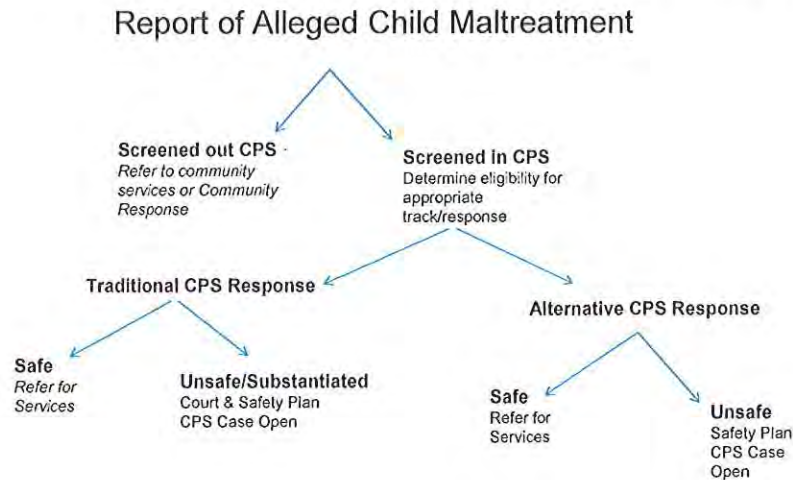 Report of Alleged Child Maltreatment
Screened out CPS
Refer to community
services or Community
Response
Screened in CPS
Determine eligibility for
appropriate
track/response
Traditional CPS Response
Alternative CPS Response
Safe
Refer for
Services
Unsafe/Substantiated
Court & Safety Plan
CPS Case Open
Safe
Refer for
Services
Unsafe
Safety Plan
CPS Case
Open